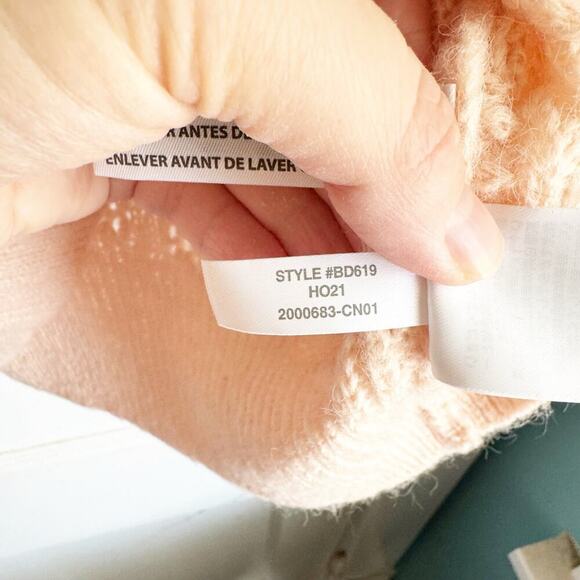 ANTES DE
ENLEVER AVANT DE LAVER
STYLE #BD619
HO21
2000683-CN01